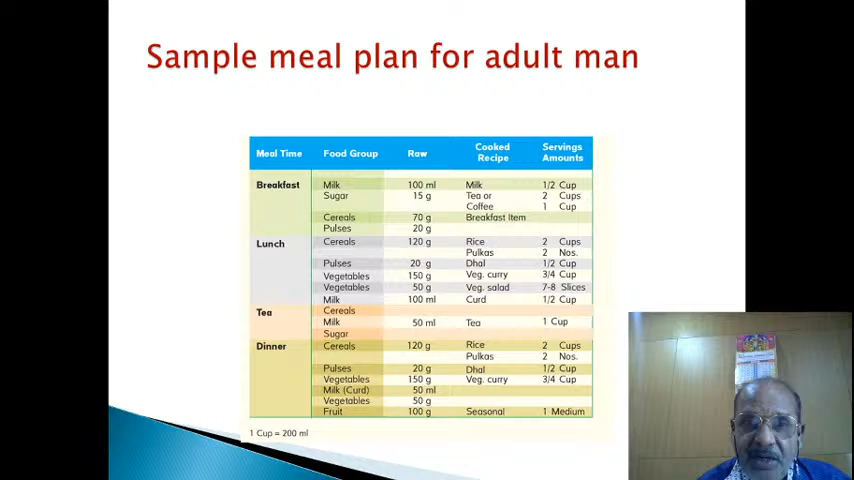 Sample meal plan for adult man
Meal Time Food Group Raw Cooked Recipe Servings Amounts
Breakfast Milk 100 ml Milk 1/2 Cup
Sugar 15 g Tea or 2 Cups
Coffee 1 Cup
Cereals 70 g Breakfast Item
Pulses 20 g
Lunch Cereals 120 g Rice 2 Cups
Pulkas 2 Nos.
Pulses 20 g Dhal 1/2 Cup
Vegetables 150 g Veg. curry 3/4 Cup
Vegetables 50 g Veg. salad 7-8 Slices
Milk 100 ml Curd 1/2 Cup
Tea Cereals
Milk 50 ml Tea 1 Cup
Sugar
Dinner Cereals 120 g Rice 2 Cups
Pulkas 2 Nos.
Pulses 20 g Dhal 1/2 Cup
Vegetables 150 g Veg. curry 3/4 Cup
Milk (Curd) 50 ml
Vegetables 50 g
Fruit 100 g Seasonal 1 Medium
1 Cup = 200 ml